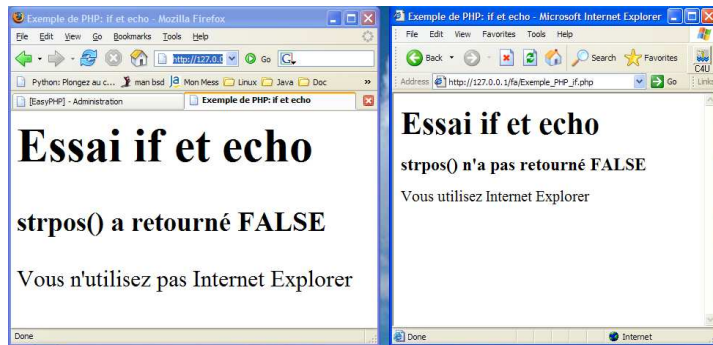 Exemple de PHP: if et echo - Mozilla Firefox
File Edit View Go Bookmarks Tools Help
http://127.0.0 Go
Python: Plongez au c... man bsd Mon Mess Linux Java Doc »
[EasyPHP] - Administration Exemple de PHP: if et echo
Essai if et echo
strpos() a retourné FALSE
Vous n'utilisez pas Internet Explorer
Done
Exemple de PHP: if et echo - Microsoft Internet Explorer
File Edit View Favorites Tools Help
Back Search Favorites C4U
Address http://127.0.0.1/fa/Exemple_PHP_if.php Go Links
Essai if et echo
strpos() n'a pas retourné FALSE
Vous utilisez Internet Explorer
Done Internet